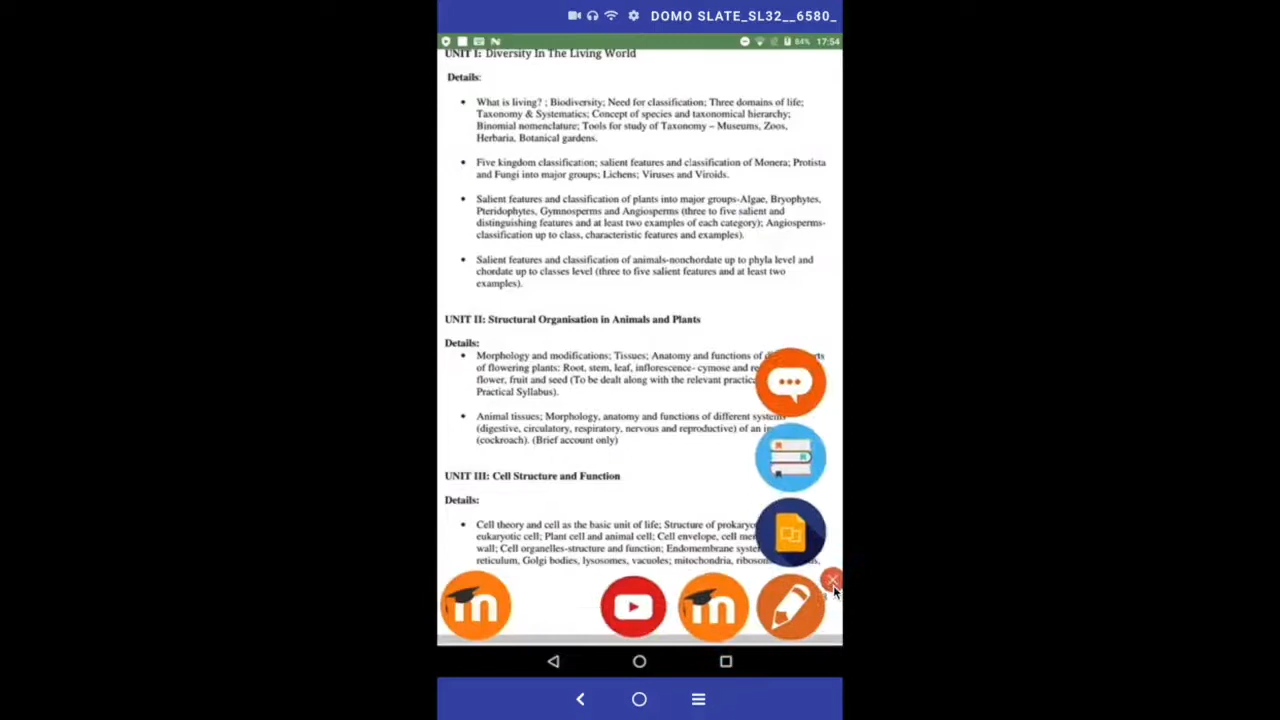 DOMO SLATE_SL32__6580_
84% 17:54
UNIT I: Diversity In The Living World
Details:
• What is living? ; Biodiversity; Need for classification; Three domains of life;
Taxonomy & Systematics; Concept of species and taxonomical hierarchy;
Binomial nomenclature; Tools for study of Taxonomy – Museums, Zoos,
Herbaria, Botanical gardens.
• Five kingdom classification; salient features and classification of Monera; Protista
and Fungi into major groups; Lichens; Viruses and Viroids.
• Salient features and classification of plants into major groups-Algae, Bryophytes,
Pteridophytes, Gymnosperms and Angiosperms (three to five salient and
distinguishing features and at least two examples of each category); Angiosperms-
classification up to class, characteristic features and examples).
• Salient features and classification of animals-nonchordate up to phyla level and
chordate up to classes level (three to five salient features and at least two
examples).
UNIT II: Structural Organisation in Animals and Plants
Details:
• Morphology and modifications; Tissues; Anatomy and functions of
of flowering plants: Root, stem, leaf, inflorescence- cymose and
flower, fruit and seed (To be dealt along with the relevant
Practical Syllabus).
• Animal tissues; Morphology, anatomy and functions of different
(digestive, circulatory, respiratory, nervous and reproductive) of an
(cockroach). (Brief account only)
UNIT III: Cell Structure and Function
Details:
• Cell theory and cell as the basic unit of life; Structure of
eukaryotic cell; Plant cell and animal cell; Cell envelope, cell
wall; Cell organelles-structure and function; Endomembrane
reticulum, Golgi bodies, lysosomes, vacuoles; mitochondria,
m
m